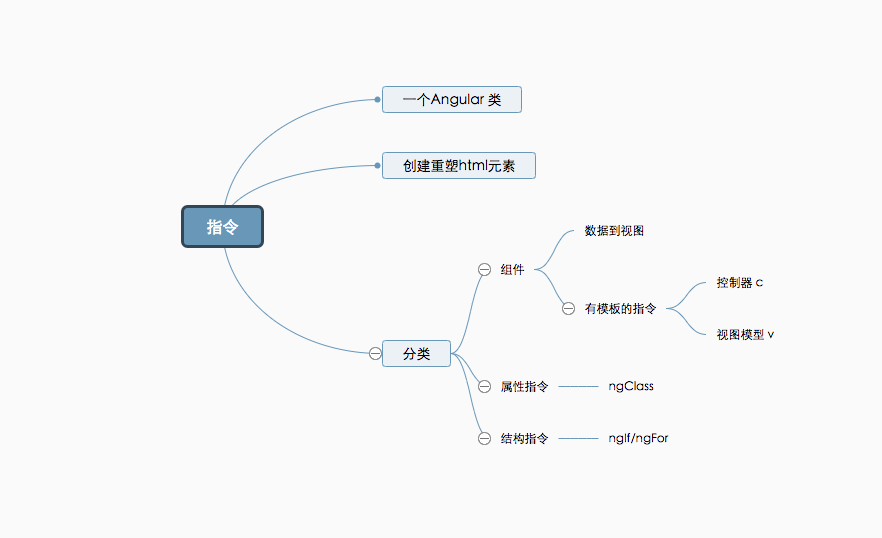 一个Angular 类
创建重塑html元素
指令
数据到视图
组件
控制器 c
有模板的指令
视图模型 v
分类
属性指令
ngClass
结构指令
ngIf/ngFor